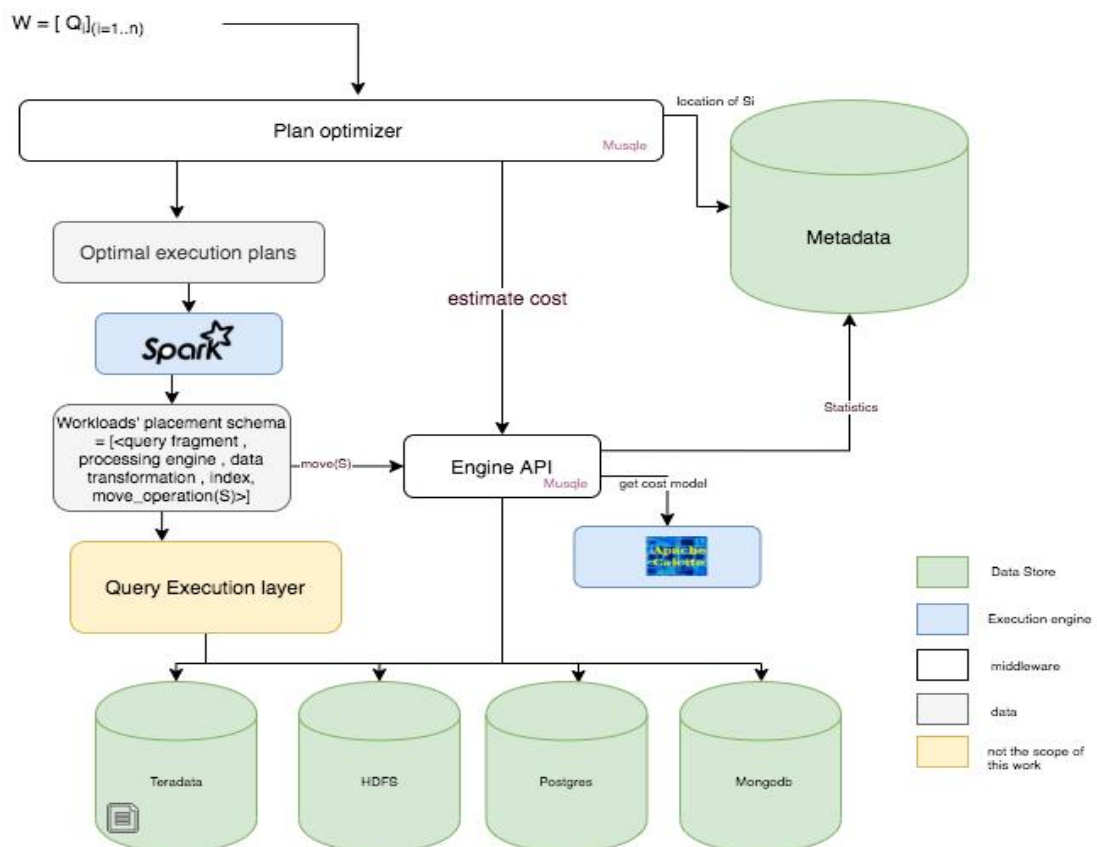 W = [ Qi](i=1..n)
location of Si
Plan optimizer
Musqle
Metadata
Optimal execution plans
estimate cost
Spark
Statistics
Workloads' placement schema
= [<query fragment ,
processing engine , data
transformation , index,
move_operation(S)>]
move(S)
Engine API
Musqle
get cost model
Apache
Calcite
Query Execution layer
Data Store
Execution engine
middleware
data
not the scope of
this work
Teradata
HDFS
Postgres
Mongodb